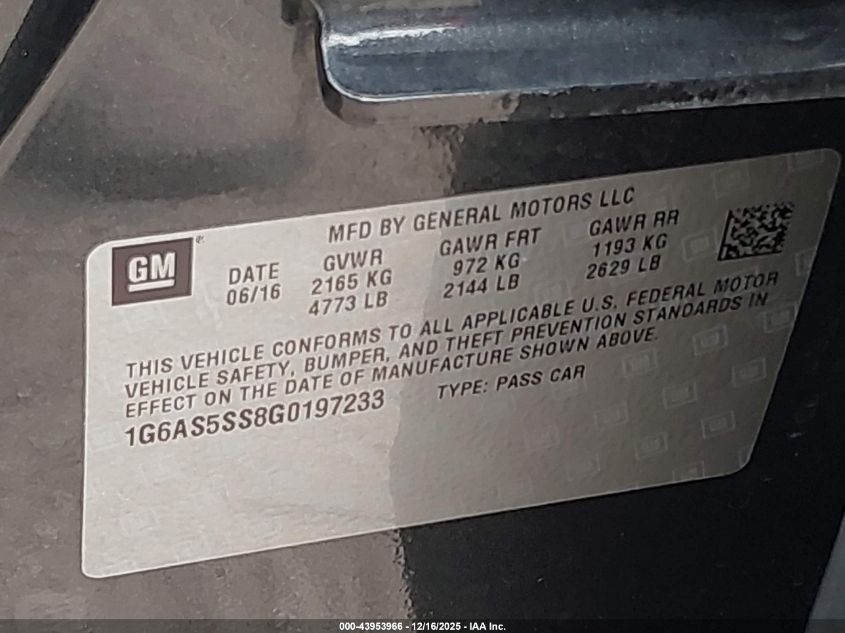 GM
MFD BY GENERAL MOTORS LLC
DATE
06/16
GVWR
2165 KG
4773 LB
GAWR FRT
972 KG
2144 LB
GAWR RR
1193 KG
2629 LB
THIS VEHICLE CONFORMS TO ALL APPLICABLE U.S. FEDERAL MOTOR
VEHICLE SAFETY, BUMPER, AND THEFT PREVENTION STANDARDS IN
EFFECT ON THE DATE OF MANUFACTURE SHOWN ABOVE.
1G6AS5SS8G0197233
TYPE: PASS CAR
000-43953966 - 12/16/2025 - IAA Inc.